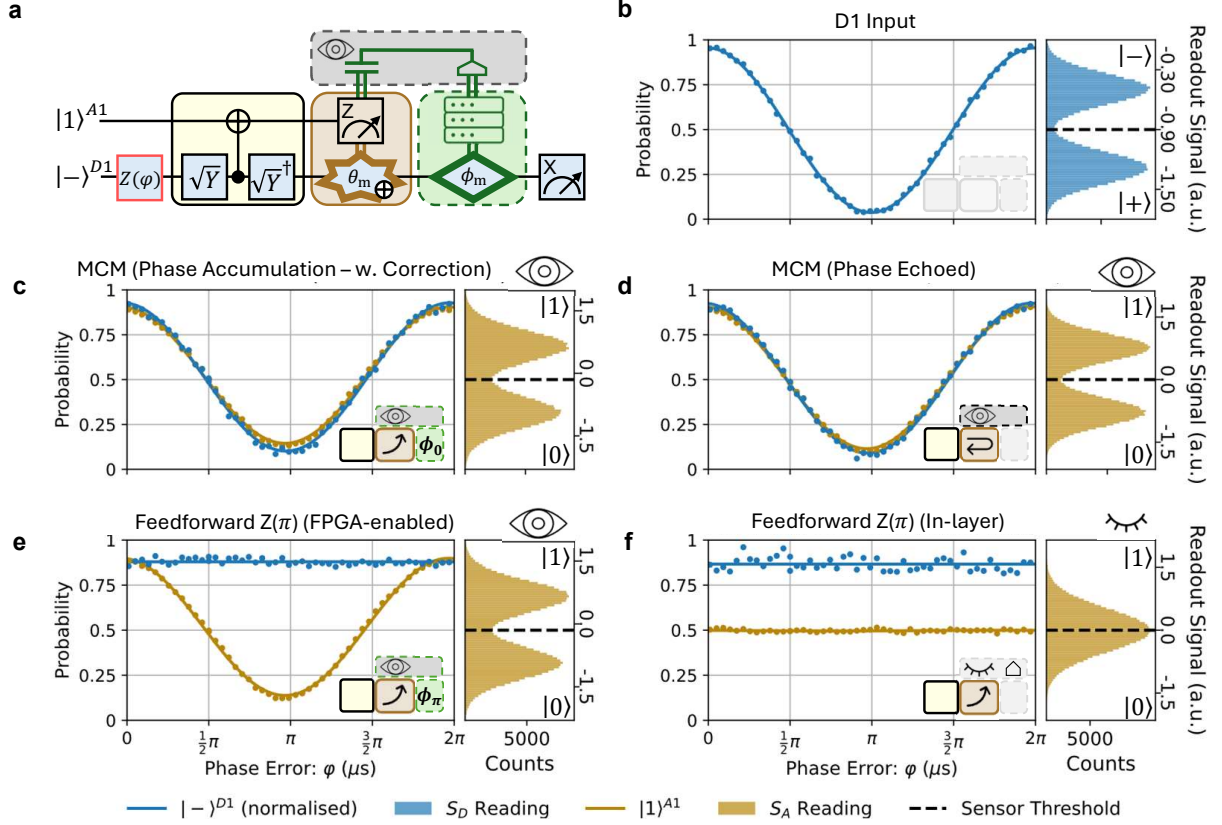 a
|1⟩^A1
Z
|−⟩^D1
Z(φ)
√Y
√Y†
θm
ϕm
X
b
D1 Input
Probability
1
0.75
0.5
0.25
0
|−⟩
|+⟩
-0.30
-0.90
-1.50
Readout Signal (a.u.)
c
MCM (Phase Accumulation – w. Correction)
Probability
1
0.75
0.5
0.25
0
ϕ0
|1⟩
|0⟩
1.5
0.0
-1.5
d
MCM (Phase Echoed)
1
0.75
0.5
0.25
0
|1⟩
|0⟩
1.5
0.0
-1.5
Readout Signal (a.u.)
e
Feedforward Z(π) (FPGA-enabled)
Probability
1
0.75
0.5
0.25
0
ϕπ
|1⟩
|0⟩
1.5
0.0
-1.5
0 ½π π 3/2π 2π
Phase Error: φ (μs)
5000
Counts
f
Feedforward Z(π) (In-layer)
1
0.75
0.5
0.25
0
|1⟩
|0⟩
1.5
0.0
-1.5
Readout Signal (a.u.)
0 ½π π 3/2π 2π
Phase Error: φ (μs)
5000
Counts
|−⟩^D1 (normalised) S_D Reading |1⟩^A1 S_A Reading Sensor Threshold